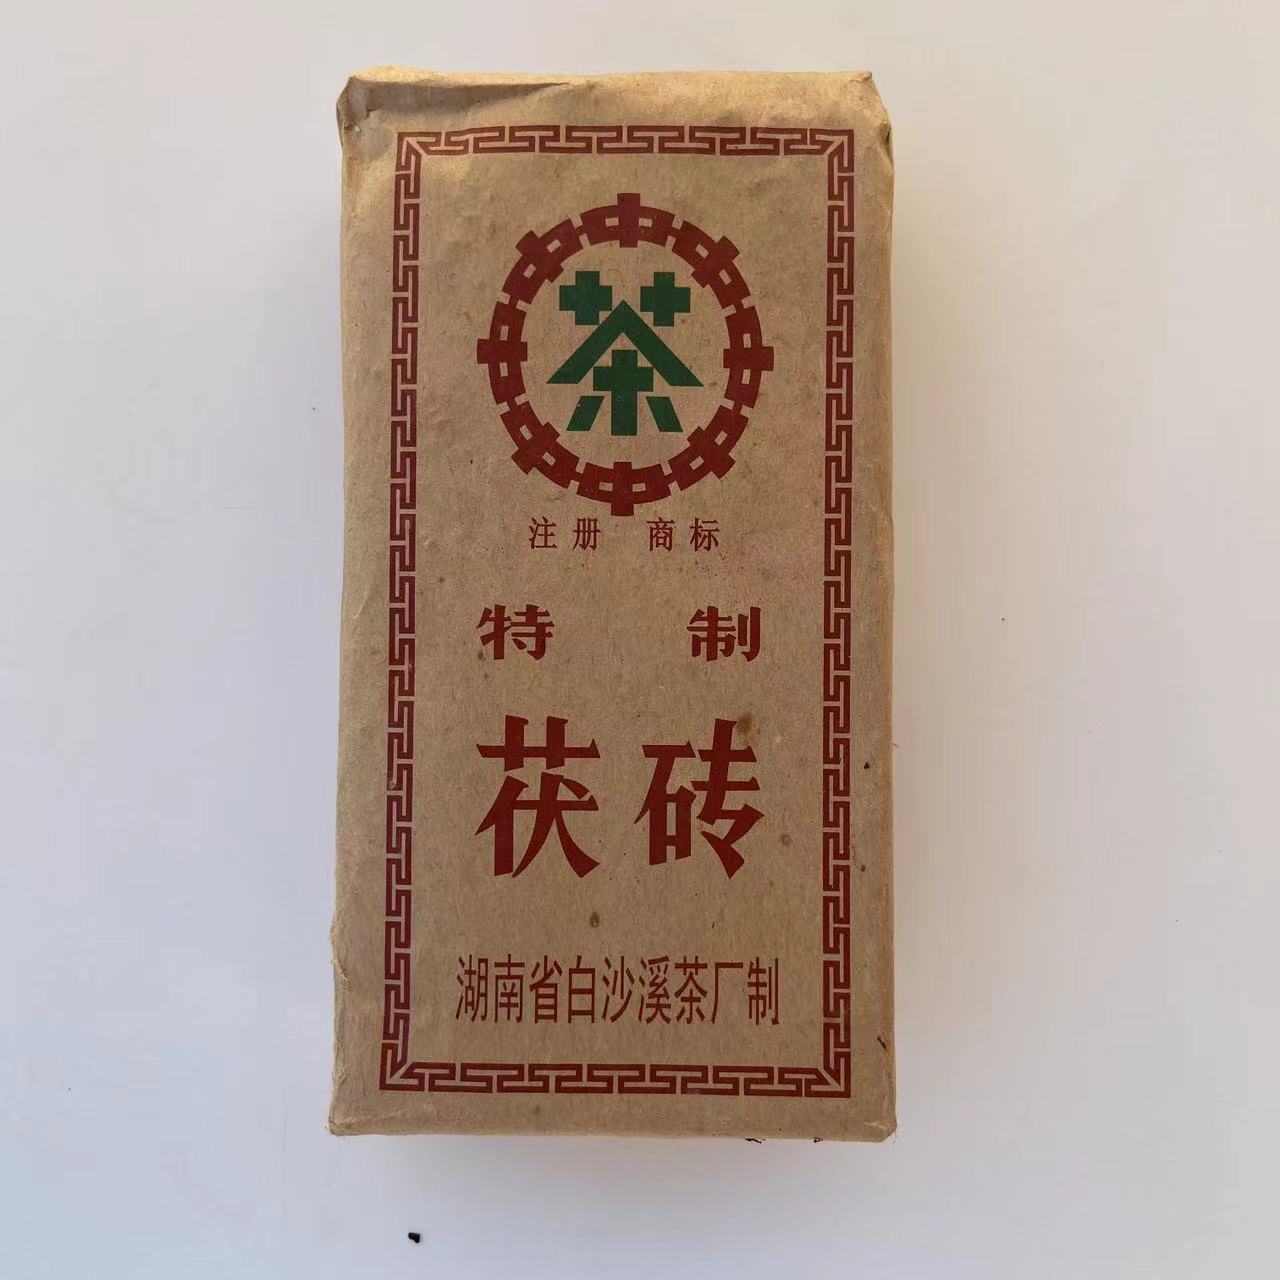 茶
注册 商标
特 制
茯砖
湖南省白沙溪茶厂制